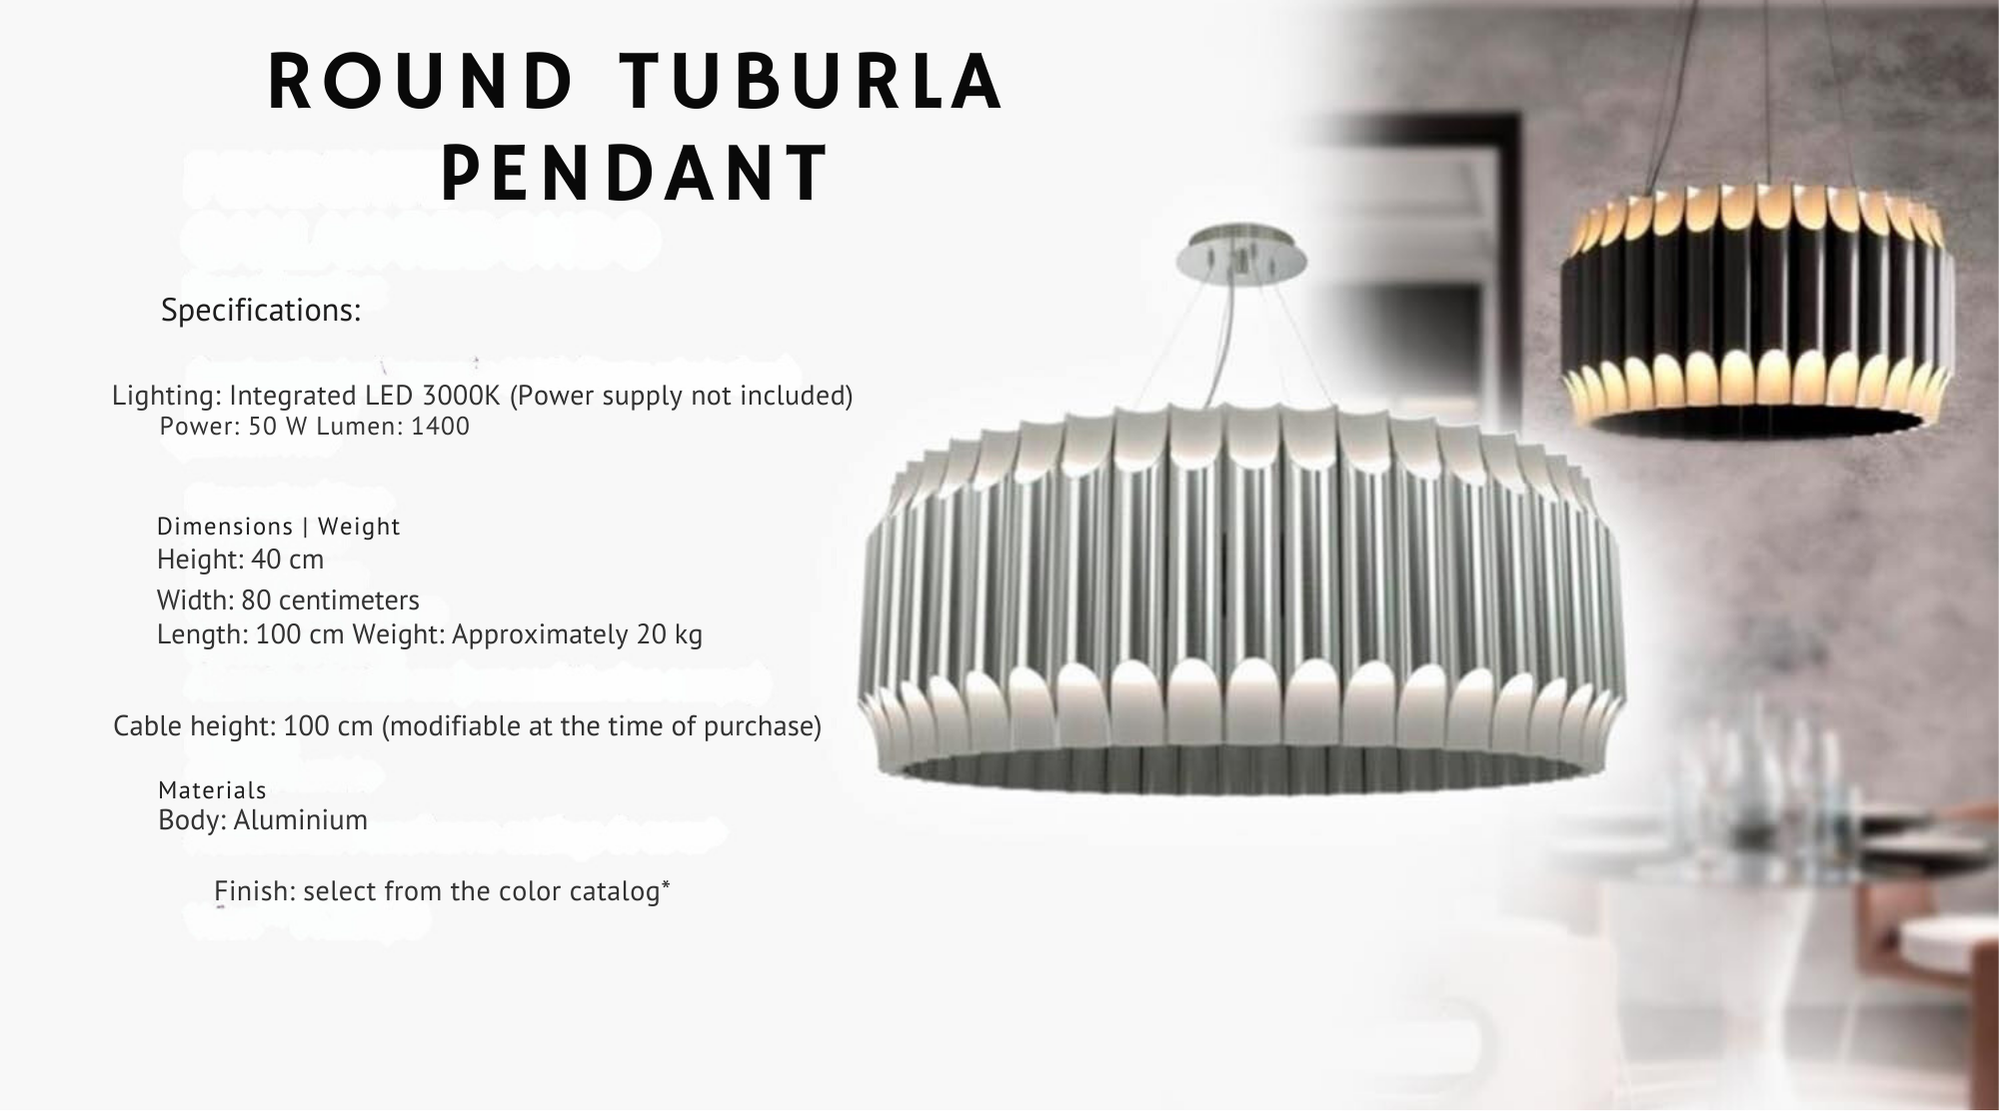 ROUND TUBURLA
PENDANT
Specifications:
Lighting: Integrated LED 3000K (Power supply not included)
Power: 50 W Lumen: 1400
Dimensions | Weight
Height: 40 cm
Width: 80 centimeters
Length: 100 cm Weight: Approximately 20 kg
Cable height: 100 cm (modifiable at the time of purchase)
Materials
Body: Aluminium
Finish: select from the color catalog*